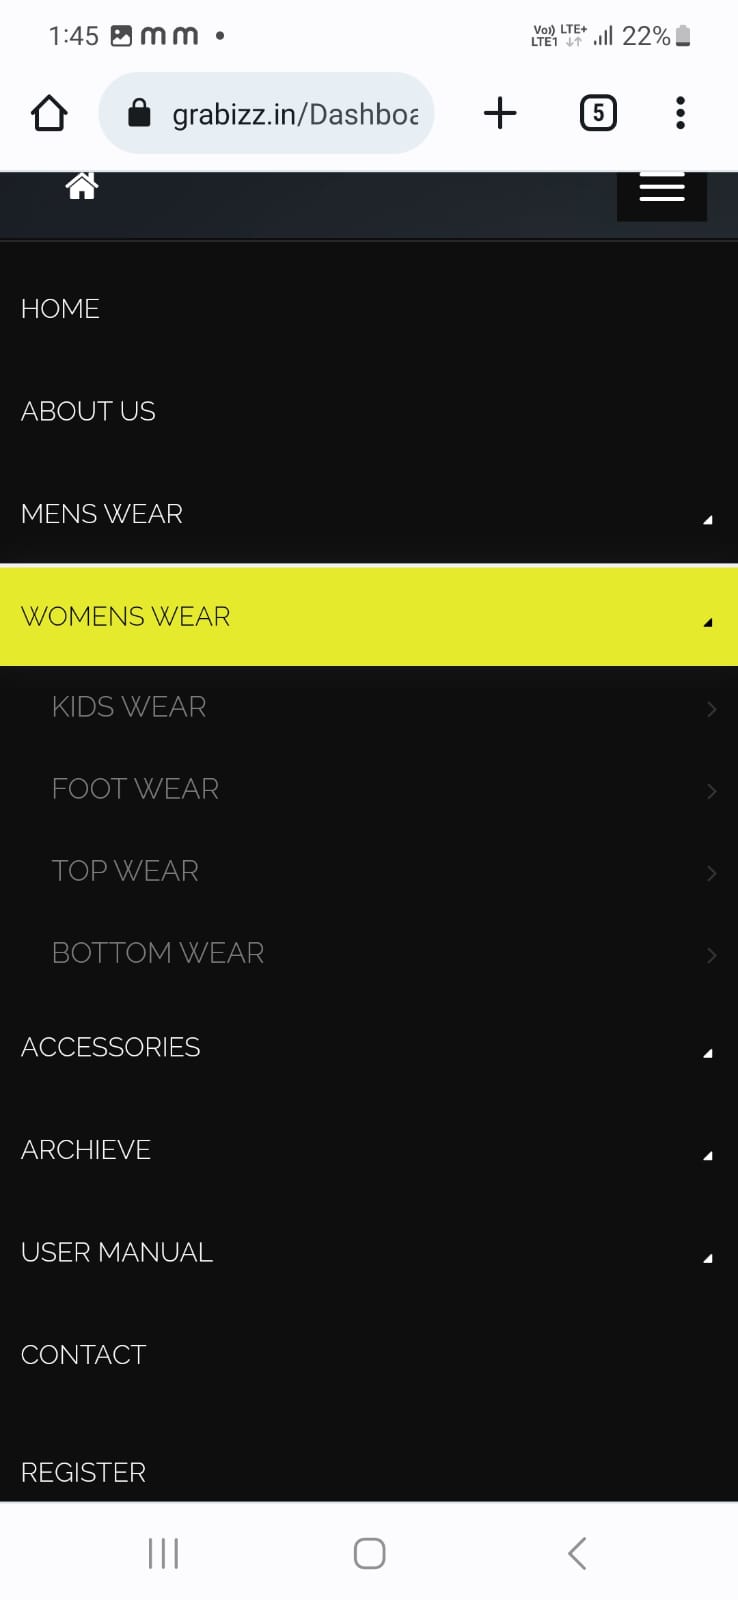 1:45
Vo)) LTE+
LTE1
22%
grabizz.in/Dashboa
5
HOME
ABOUT US
MENS WEAR
WOMENS WEAR
KIDS WEAR
FOOT WEAR
TOP WEAR
BOTTOM WEAR
ACCESSORIES
ARCHIEVE
USER MANUAL
CONTACT
REGISTER